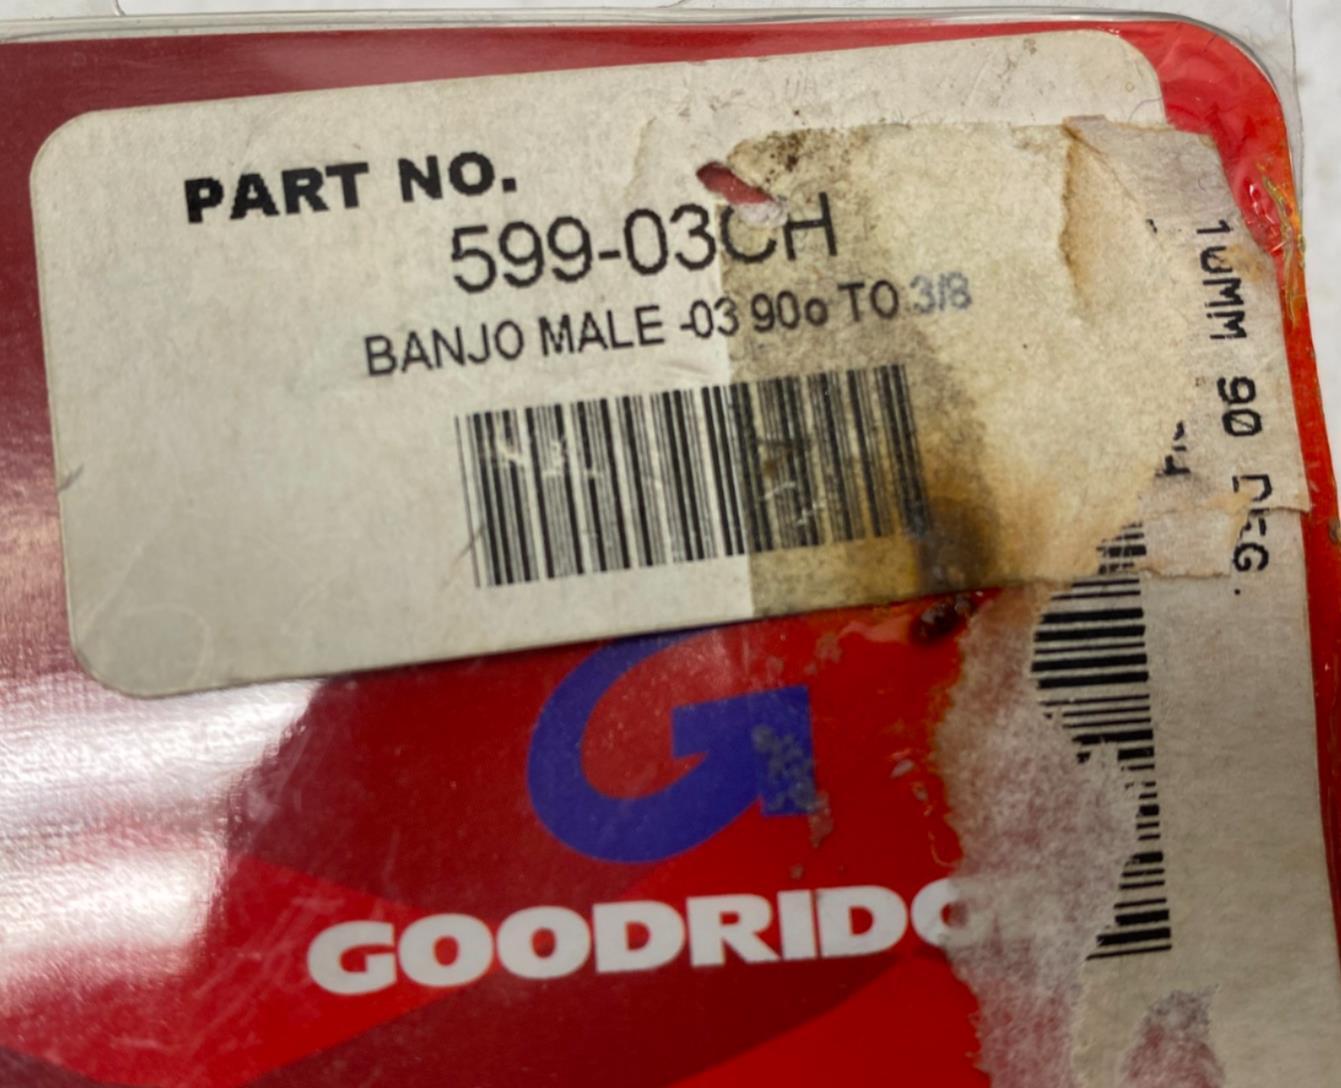 PART NO.
599-03CH
BANJO MALE -03 90o TO 3/8
GOODRIDG
10MM 90 DEG.